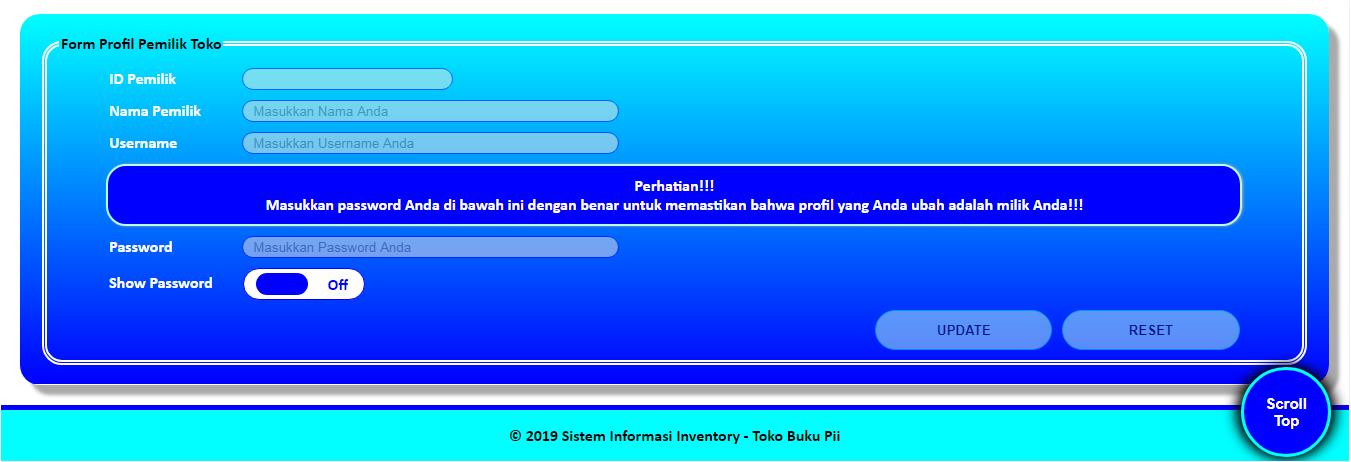 Form Profil Pemilik Toko
ID Pemilik
Nama Pemilik Masukkan Nama Anda
Username Masukkan Username Anda
Perhatian!!!
Masukkan password Anda di bawah ini dengan benar untuk memastikan bahwa profil yang Anda ubah adalah milik Anda!!!
Password Masukkan Password Anda
Show Password Off
UPDATE RESET
Scroll
Top
© 2019 Sistem Informasi Inventory - Toko Buku Pii